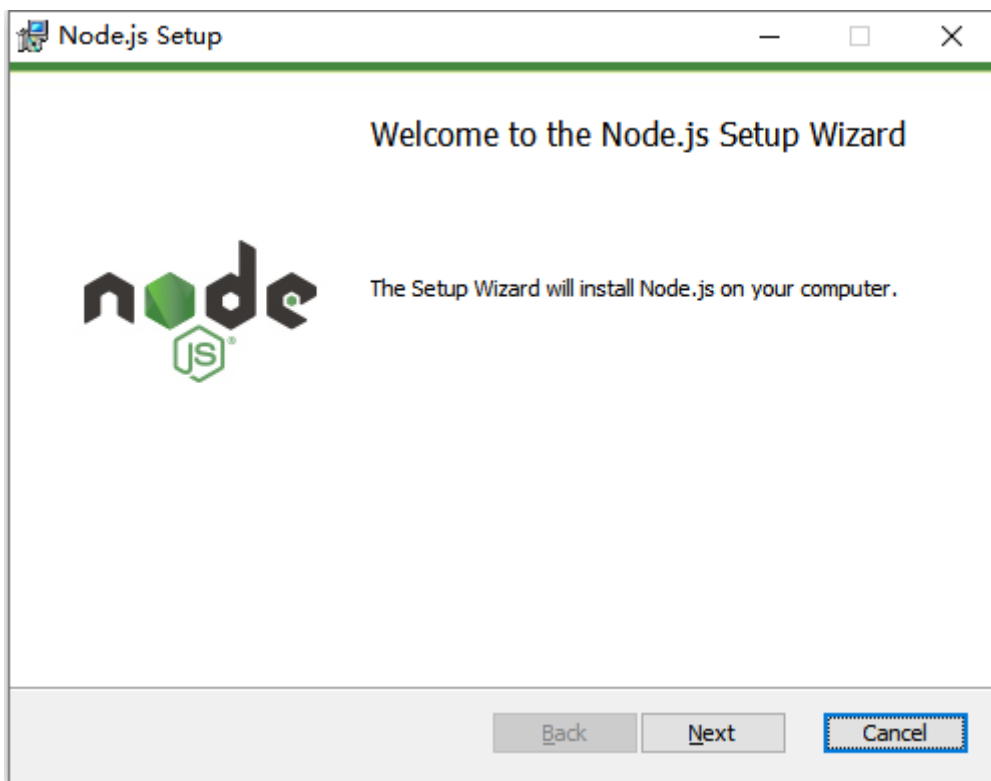 Node.js Setup
Welcome to the Node.js Setup Wizard
The Setup Wizard will install Node.js on your computer.
node
JS®
Back
Next
Cancel